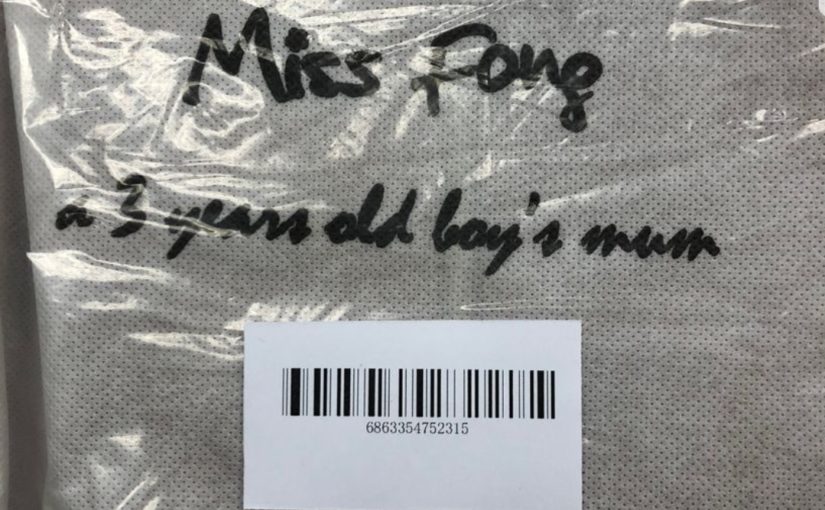 Miss Fong
a 3 years old boy's mum
6863354752315